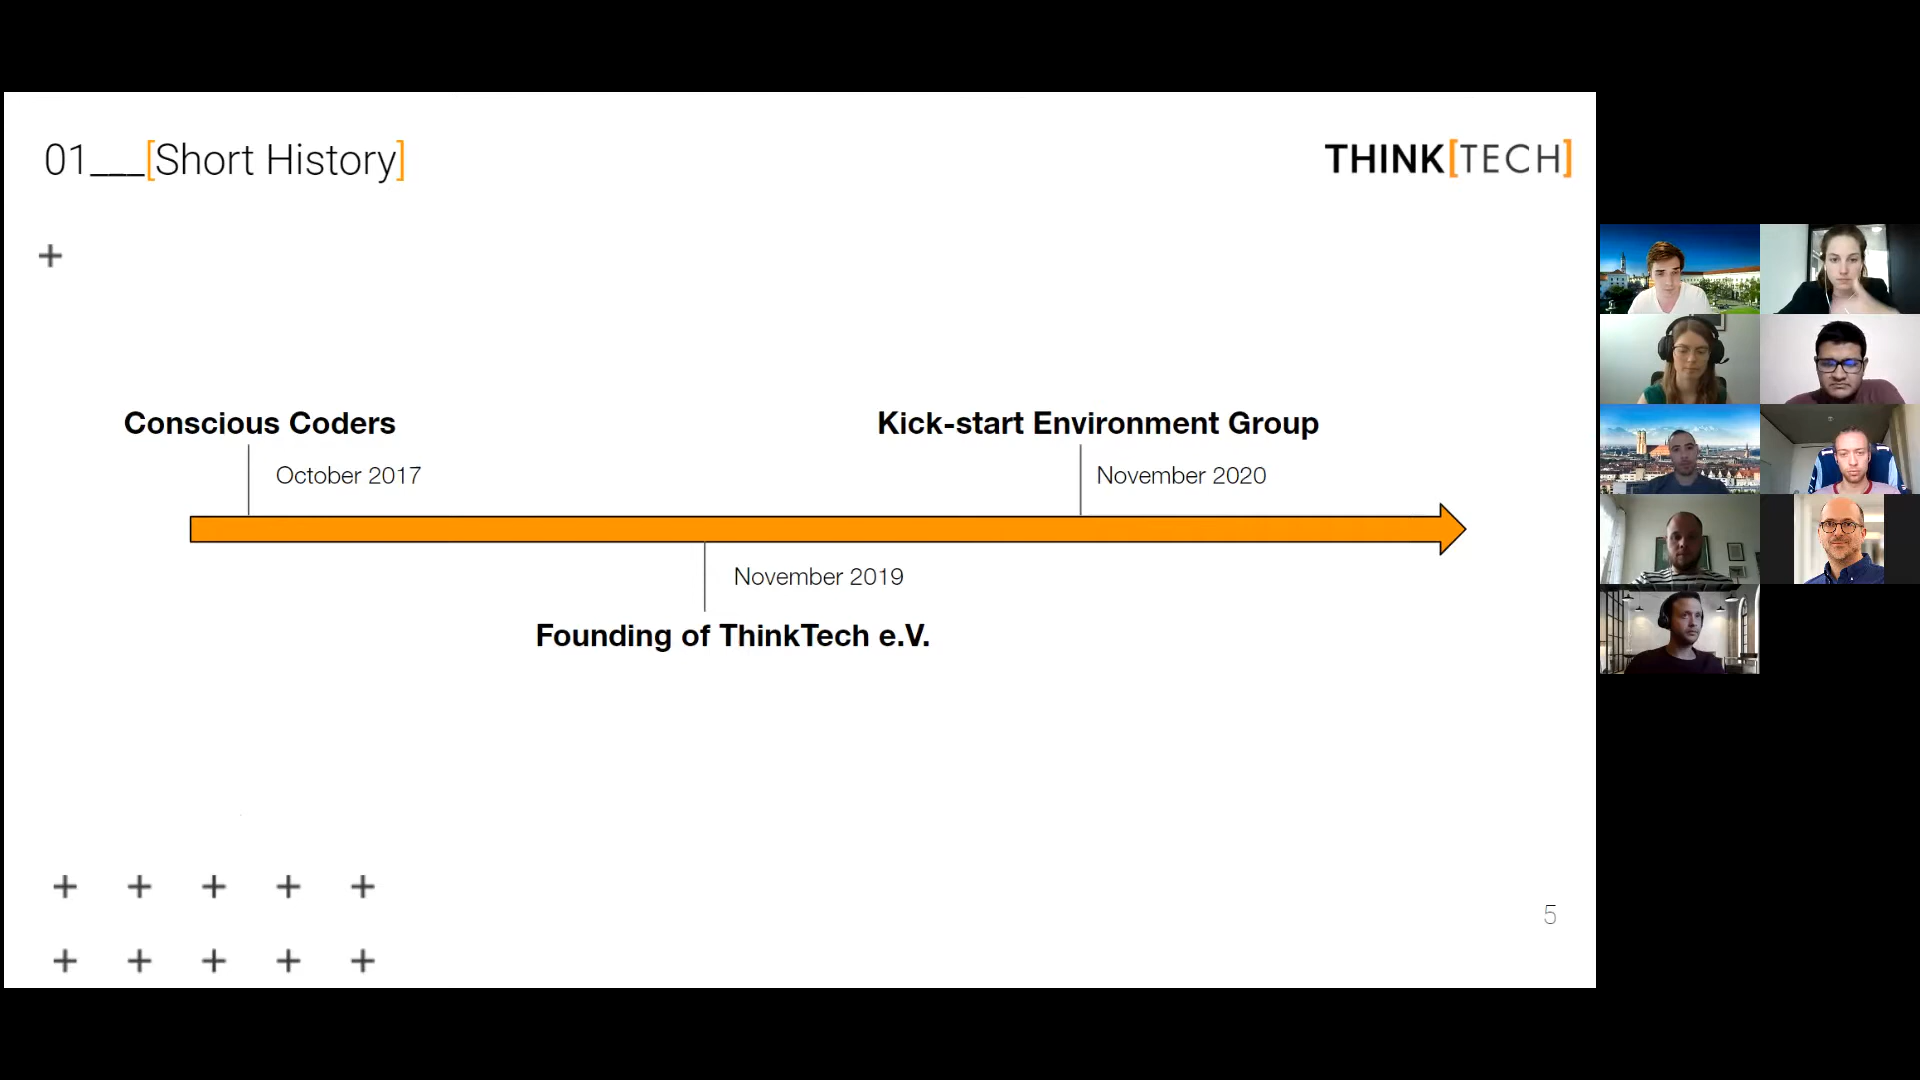 01___[Short History]
THINK[TECH]
Conscious Coders
October 2017
Kick-start Environment Group
November 2020
November 2019
Founding of ThinkTech e.V.
5